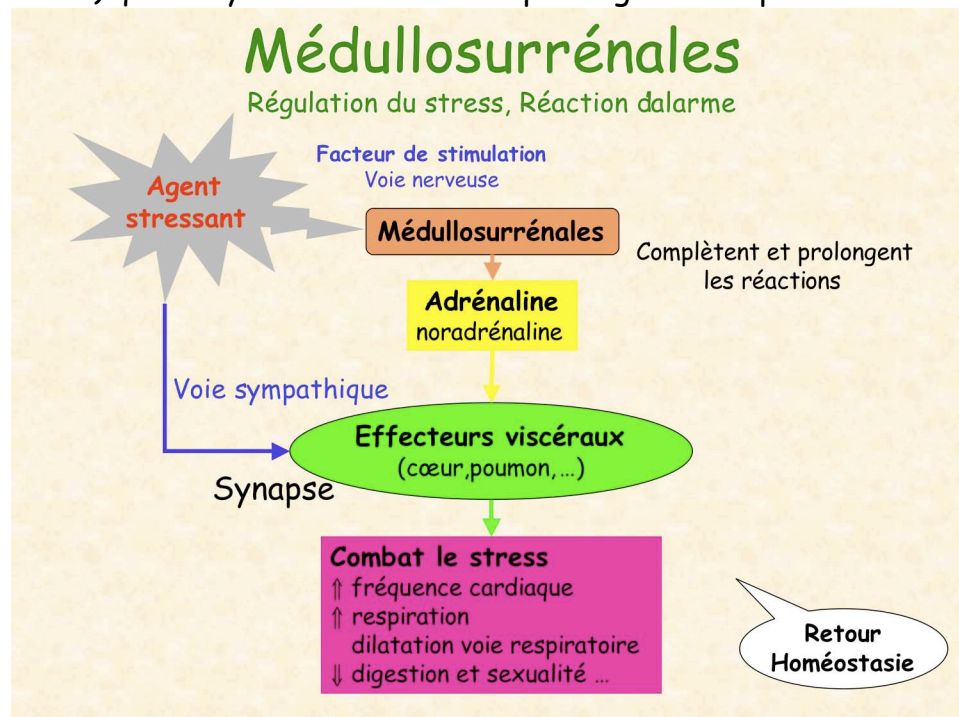 Médullosurrénales
Régulation du stress, Réaction dalarme
Facteur de stimulation
Voie nerveuse
Agent
stressant
Médullosurrénales
Complètent et prolongent
les réactions
Adrénaline
noradrénaline
Voie sympathique
Effecteurs viscéraux
(cœur,poumon,…)
Synapse
Combat le stress
⇑ fréquence cardiaque
⇑ respiration
dilatation voie respiratoire
⇓ digestion et sexualité …
Retour
Homéostasie